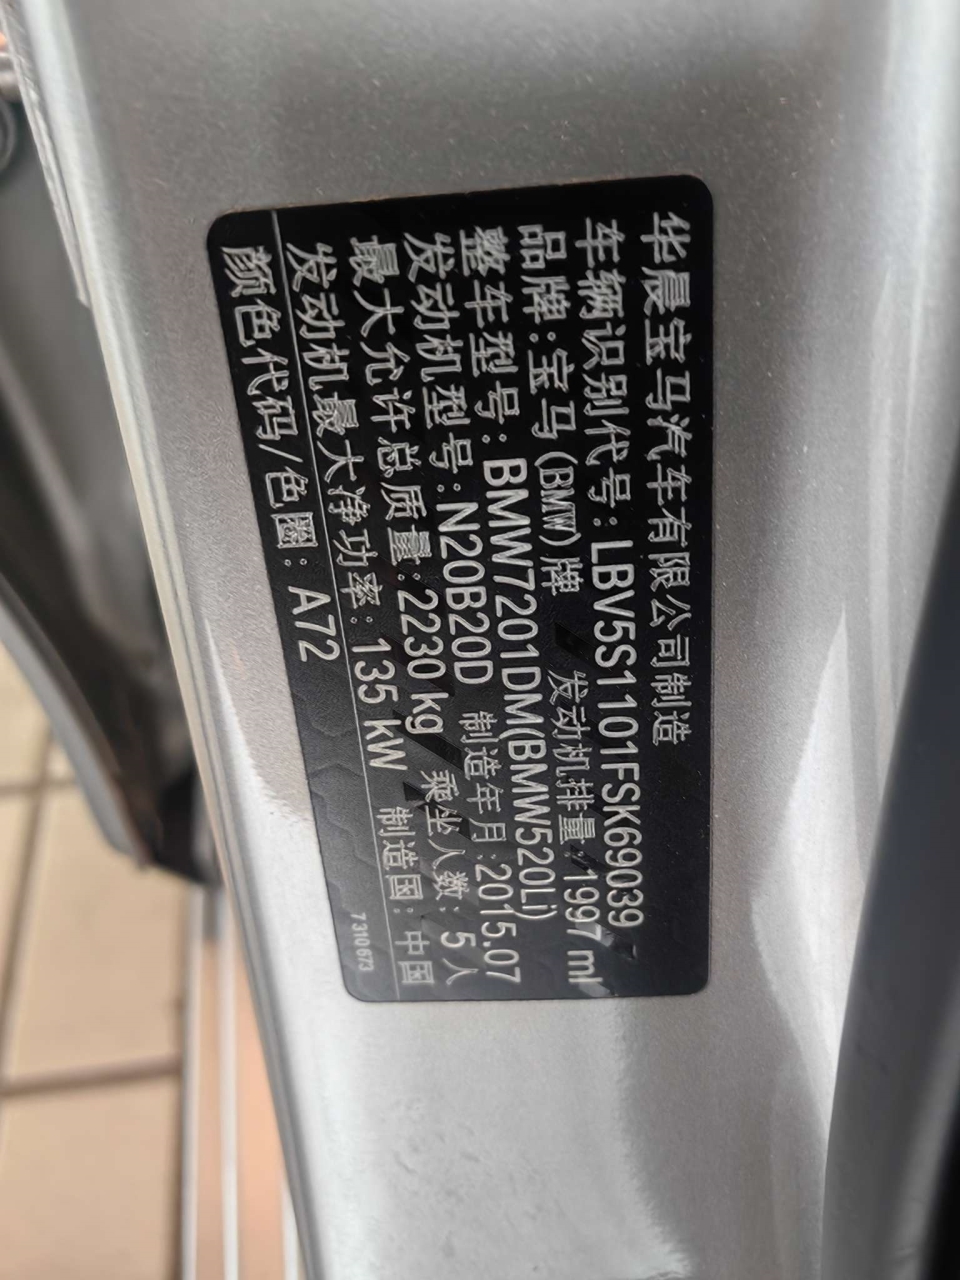 华晨宝马汽车有限公司制造
车辆识别代号:LBV5S1101FSK69039
品牌:宝马(BMW)牌 发动机排量:1997 ml
整车型号:BMW7201DM(BMW520Li)
发动机型号:N20B20D 制造年月:2015.07
最大允许总质量:2230 kg 乘坐人数:5人
发动机最大净功率:135 kW 制造国:中国
颜色代码/色圈:A72
7310673